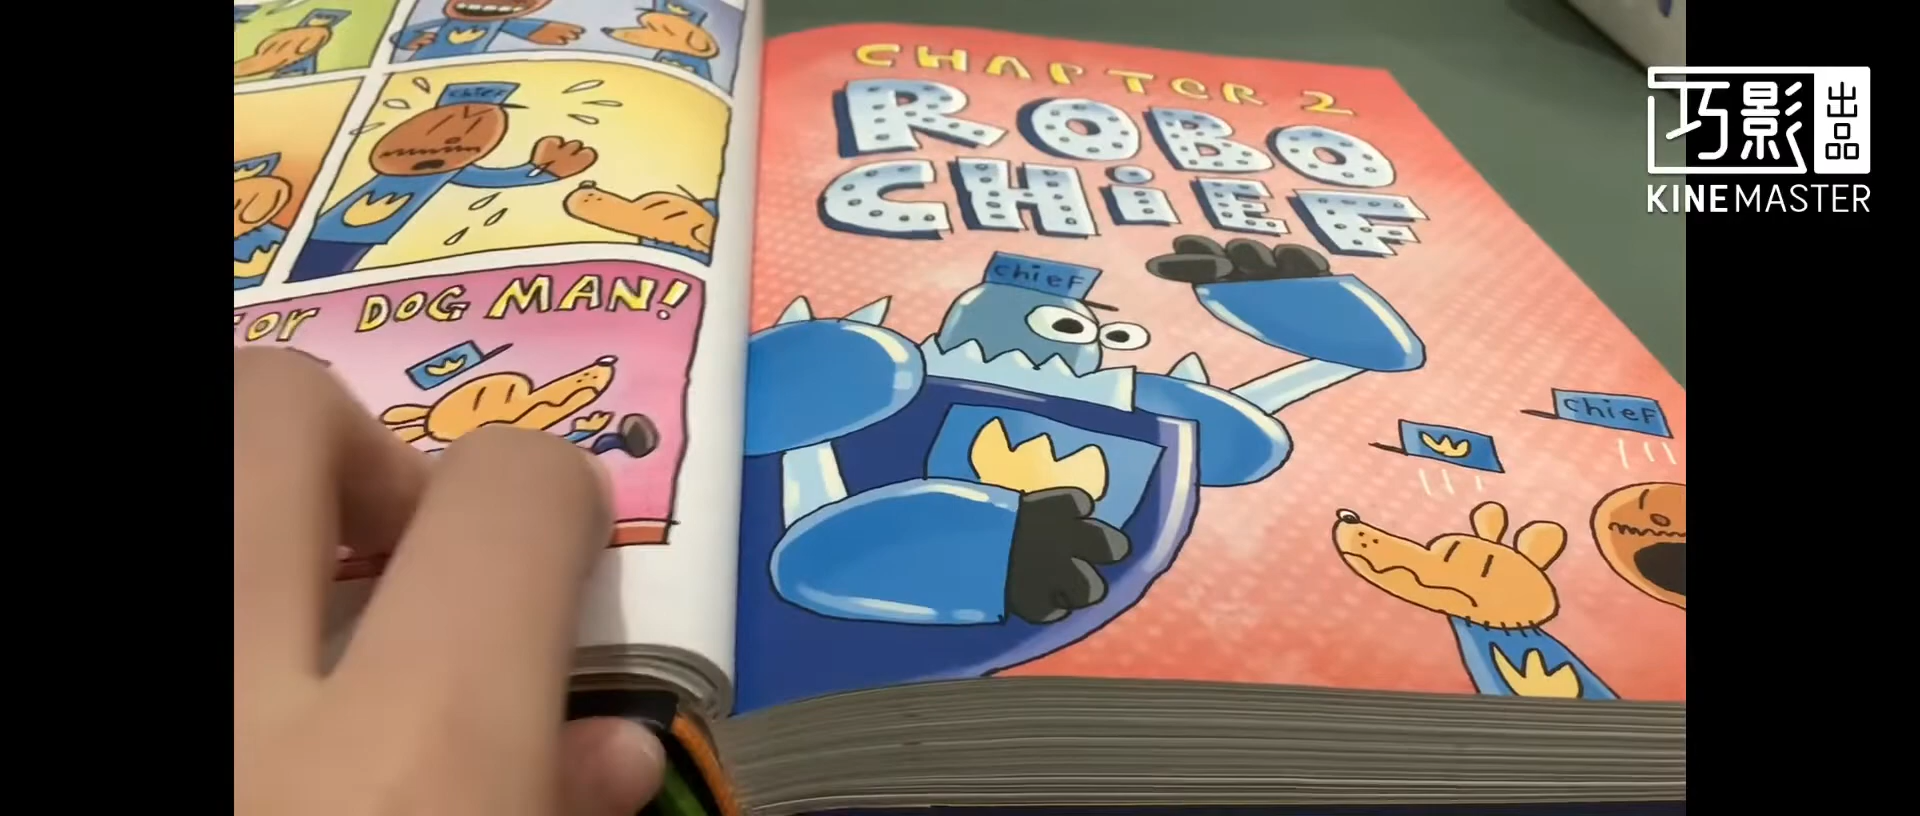 chief
FOR DOG MAN!
CHAPTER 2
ROBO
CHiEF
chief
chief
巧影 出品
KINEMASTER